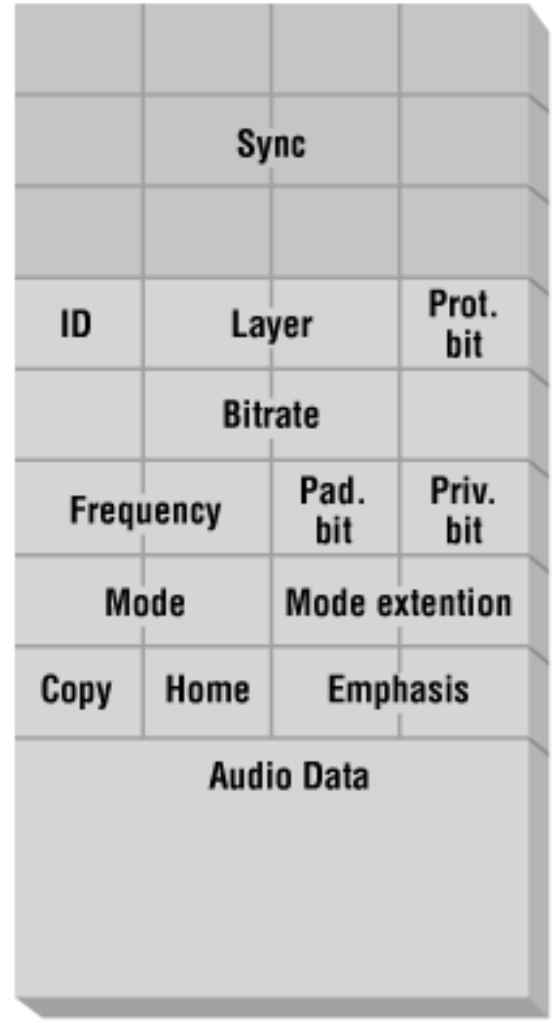 Sync
ID Layer Prot. bit
Bitrate
Frequency Pad. bit Priv. bit
Mode Mode extention
Copy Home Emphasis
Audio Data